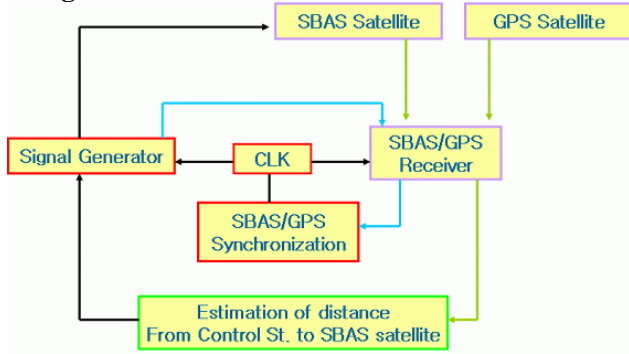 SBAS Satellite
GPS Satellite
Signal Generator
CLK
SBAS/GPS
Receiver
SBAS/GPS
Synchronization
Estimation of distance
From Control St. to SBAS satellite